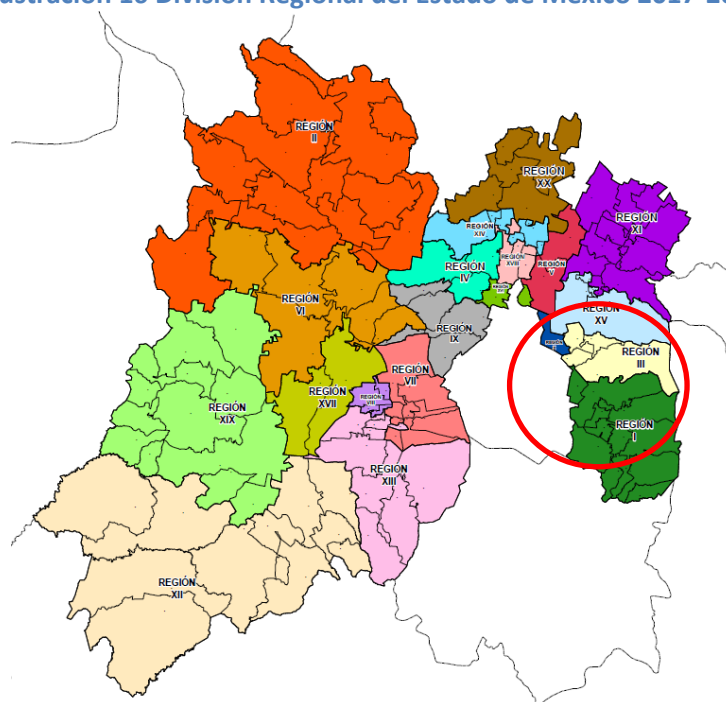 División Regional del Estado de México 2017-
REGIÓN
II
REGIÓN
XX
REGIÓN
XI
REGIÓN
XIV
REGIÓN
XVIII
REGIÓN
V
REGIÓN
IV
REGIÓN
VI
REGIÓN
XV
REGIÓN
IX
REGIÓN
III
REGIÓN
VII
REGIÓN
XVII
REGIÓN
VIII
REGIÓN
XIX
REGIÓN
I
REGIÓN
XIII
REGIÓN
XII